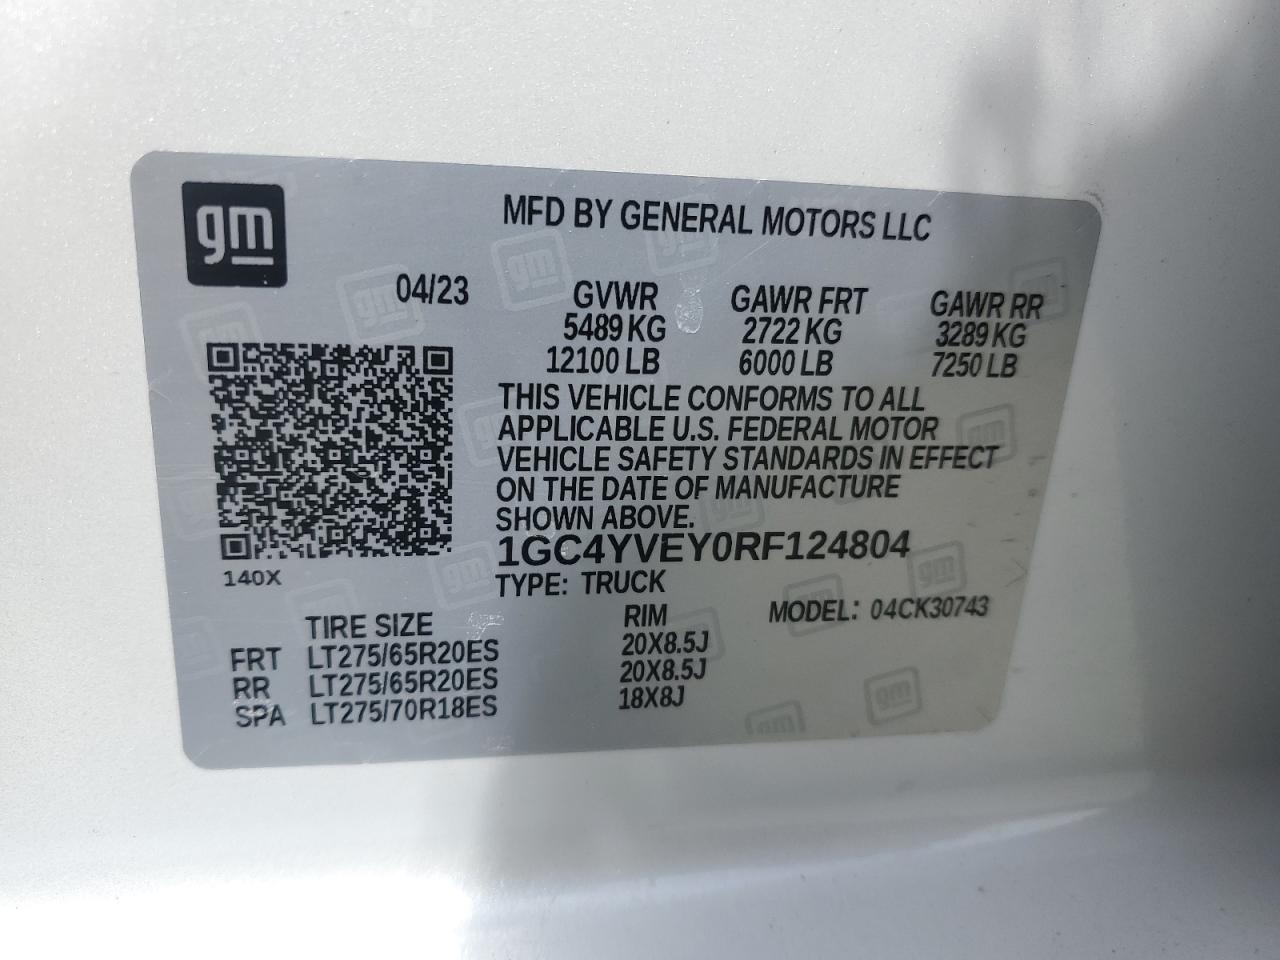 gm
MFD BY GENERAL MOTORS LLC
04/23
GVWR GAWR FRT GAWR RR
5489 KG 2722 KG 3289 KG
12100 LB 6000 LB 7250 LB
THIS VEHICLE CONFORMS TO ALL
APPLICABLE U.S. FEDERAL MOTOR
VEHICLE SAFETY STANDARDS IN EFFECT
ON THE DATE OF MANUFACTURE
SHOWN ABOVE.
1GC4YVEY0RF124804
140X
TYPE: TRUCK
MODEL: 04CK30743
TIRE SIZE RIM
FRT LT275/65R20ES 20X8.5J
RR LT275/65R20ES 20X8.5J
SPA LT275/70R18ES 18X8J